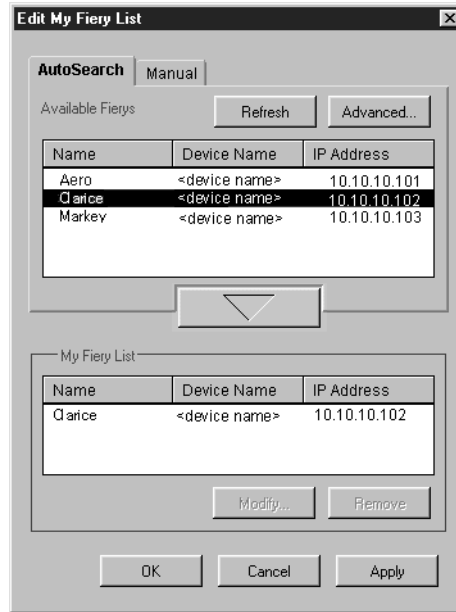 Edit My Fiery List
AutoSearch Manual
Available Fierys Refresh Advanced...
Name Device Name IP Address
Aero <device name> 10.10.10.101
Clarice <device name> 10.10.10.102
Markey <device name> 10.10.10.103
My Fiery List
Name Device Name IP Address
Clarice <device name> 10.10.10.102
Modify... Remove
OK Cancel Apply